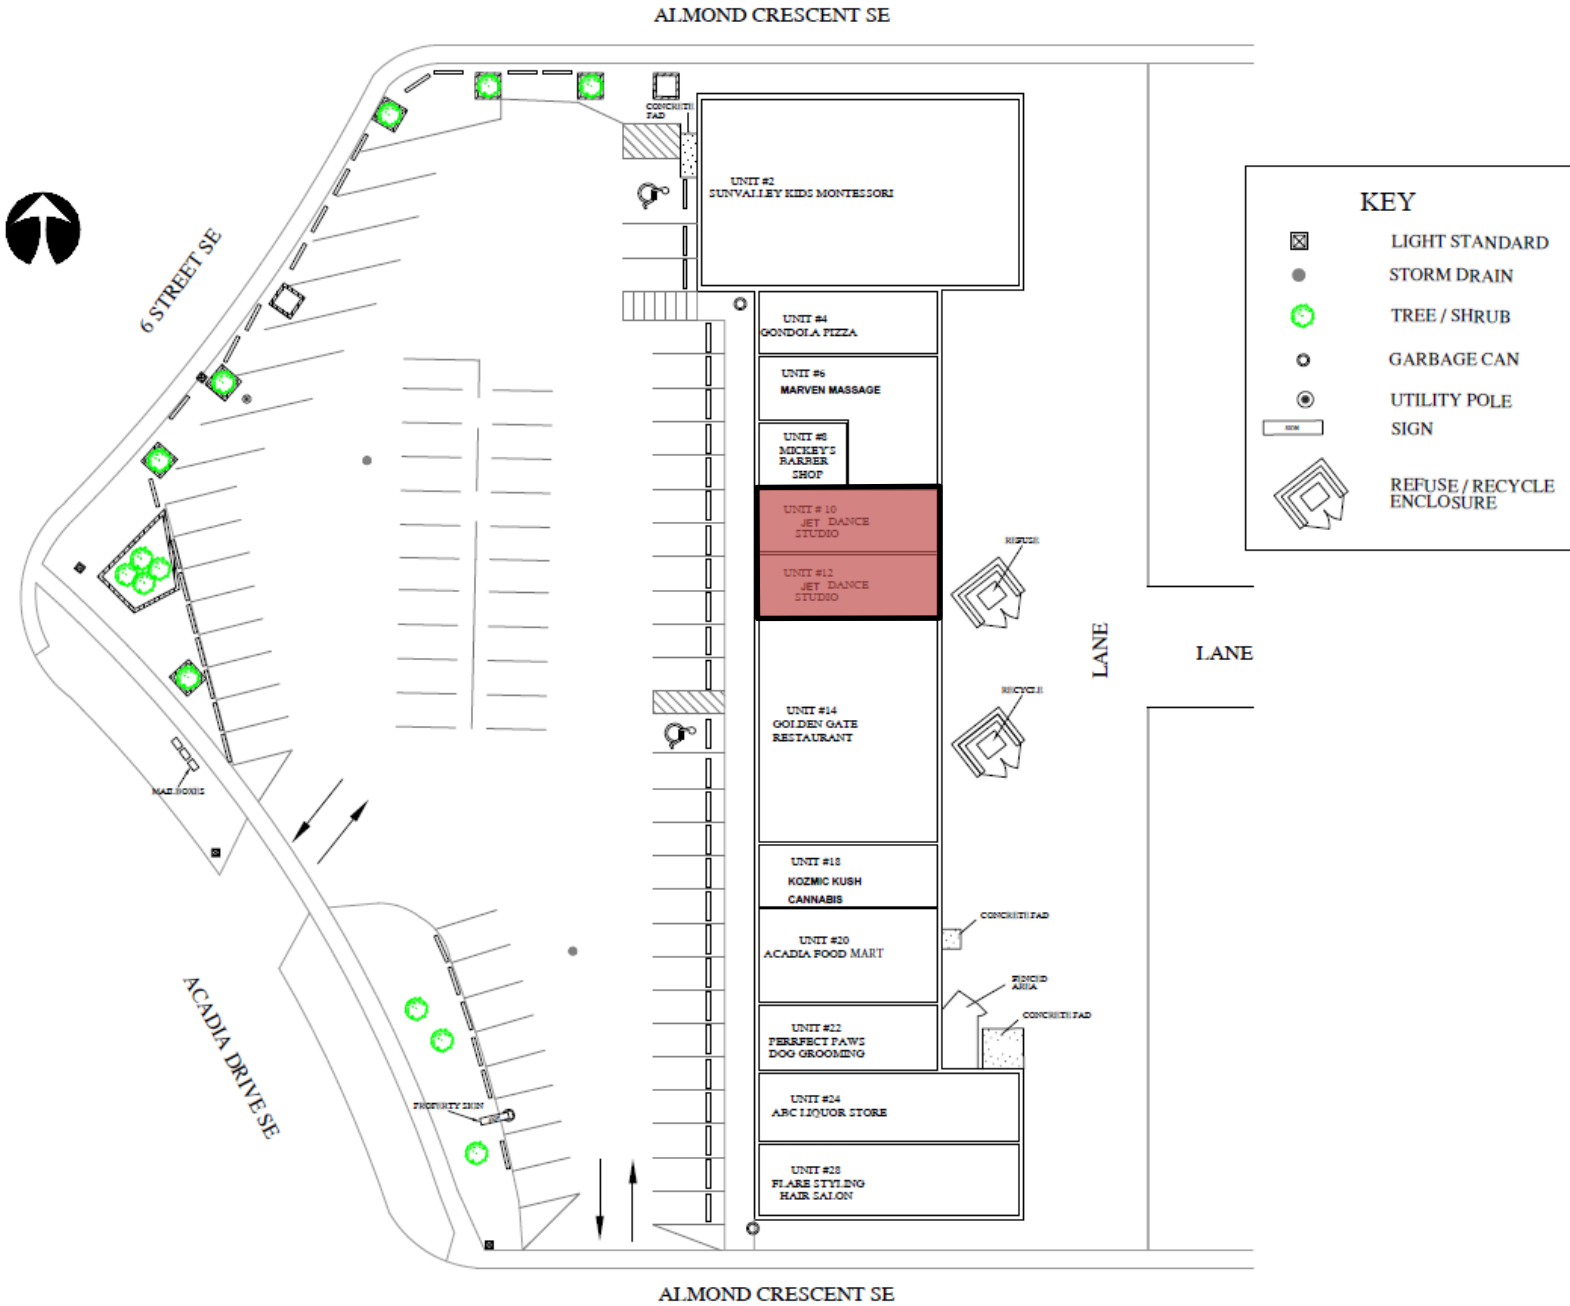 ALMOND CRESCENT SE
CONCRETE
PAD
UNIT #2
SUNVALLEY KIDS MONTESSORI
6 STREET SE
KEY
LIGHT STANDARD
STORM DRAIN
TREE / SHRUB
GARBAGE CAN
UTILITY POLE
SIGN
SIGN
REFUSE / RECYCLE
ENCLOSURE
UNIT #4
GONDOLA PIZZA
UNIT #6
MARVEN MASSAGE
UNIT #8
MICKEY'S
BARBER
SHOP
UNIT # 10
JET DANCE
STUDIO
UNIT #12
JET DANCE
STUDIO
REFUSE
LANE
LANE
RECYCLE
UNIT #14
GOLDEN GATE
RESTAURANT
MAIL BOXES
UNIT #18
KOZMIC KUSH
CANNABIS
CONCRETE PAD
UNIT #20
ACADIA FOOD MART
FENCED
AREA
CONCRETE PAD
UNIT #22
PERRFECT PAWS
DOG GROOMING
ACADIA DRIVE SE
PROPERTY SIGN
UNIT #24
ABC LIQUOR STORE
UNIT #28
FLARE STYLING
HAIR SALON
ALMOND CRESCENT SE